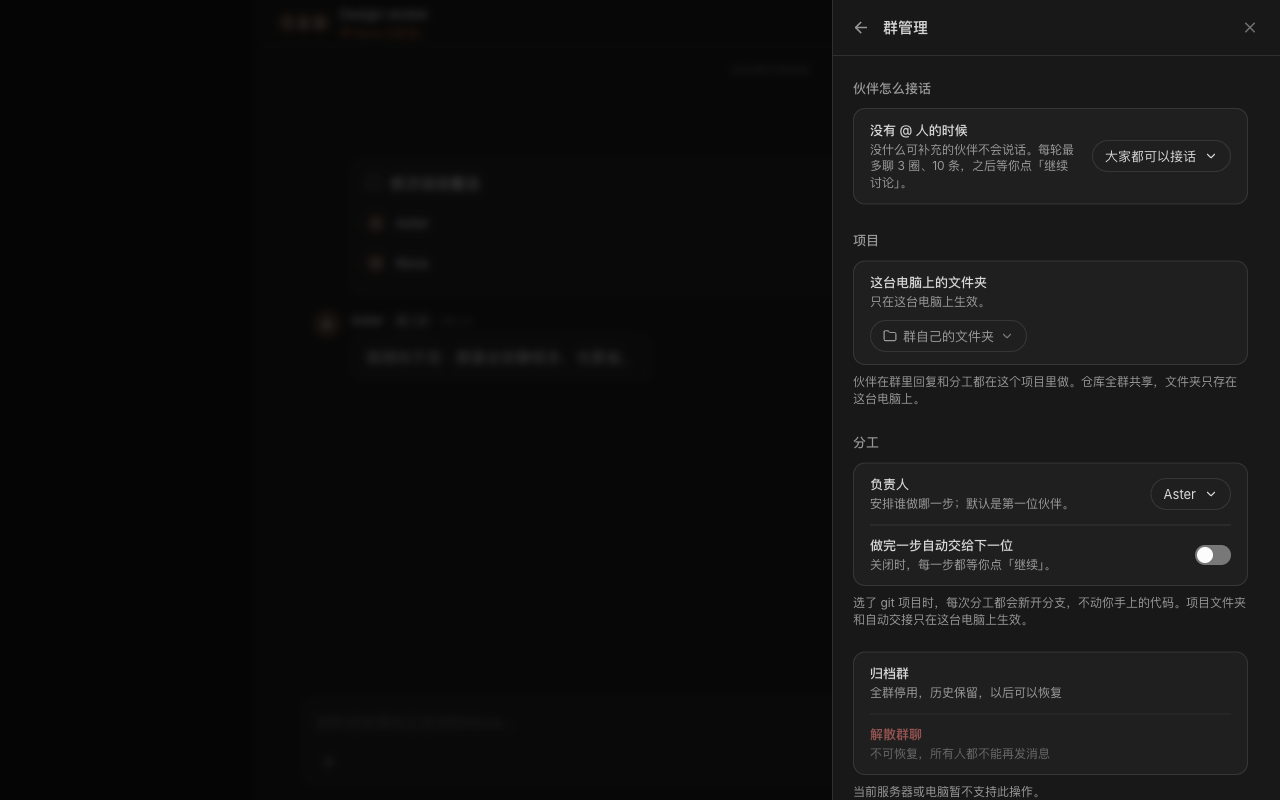 群管理
伙伴怎么接话
没有 @ 人的时候
没什么可补充的伙伴不会说话。每轮最
多聊 3 圈、10 条，之后等你点「继续
讨论」。
大家都可以接话
项目
这台电脑上的文件夹
只在这台电脑上生效。
群自己的文件夹
伙伴在群里回复和分工都在这个项目里做。仓库全群共享，文件夹只存在
这台电脑上。
分工
负责人
安排谁做哪一步；默认是第一位伙伴。
Aster
做完一步自动交给下一位
关闭时，每一步都等你点「继续」。
选了 git 项目时，每次分工都会新开分支，不动你手上的代码。项目文件夹
和自动交接只在这台电脑上生效。
归档群
全群停用，历史保留，以后可以恢复
解散群聊
不可恢复，所有人都不能再发消息
当前服务器或电脑暂不支持此操作。